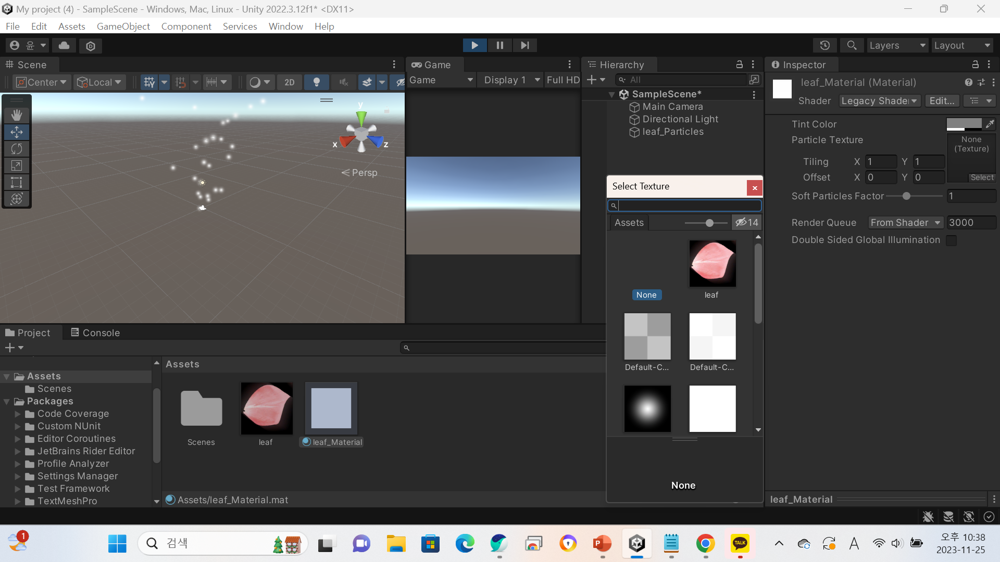 My project (4) - SampleScene - Windows, Mac, Linux - Unity 2022.3.12f1* <DX11>
File Edit Assets GameObject Component Services Window Help
윤 Layers Layout
Scene
Center Local 2D
y
x z
Persp
Game
Game Display 1 Full HD
Hierarchy
All
SampleScene*
Main Camera
Directional Light
leaf_Particles
Inspector
leaf_Material (Material)
Shader Legacy Shader Edit...
Tint Color
Particle Texture None
(Texture)
Tiling X 1 Y 1
Offset X 0 Y 0 Select
Soft Particles Factor 1
Render Queue From Shader 3000
Double Sided Global Illumination
Select Texture
Assets 14
None leaf
Default-C... Default-C...
None
Project Console
Assets
Scenes
Packages
Code Coverage
Custom NUnit
Editor Coroutines
JetBrains Rider Editor
Profile Analyzer
Settings Manager
Test Framework
TextMeshPro
Assets
Scenes leaf leaf_Material
Assets/leaf_Material.mat
leaf_Material
1 검색 P TALK A 오후 10:38
2023-11-25